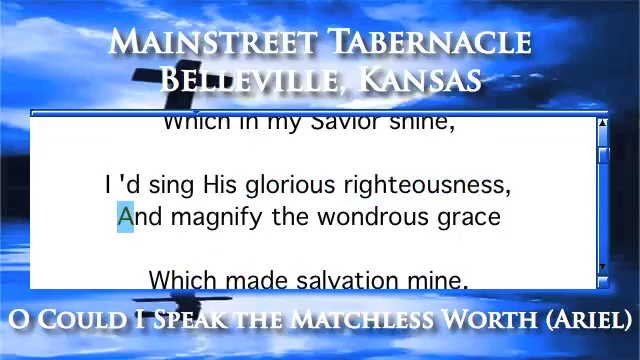 Mainstreet Tabernacle
Belleville, Kansas
Which in my Savior shine,
I 'd sing His glorious righteousness,
And magnify the wondrous grace
Which made salvation mine.
O Could I Speak the Matchless Worth (Ariel)